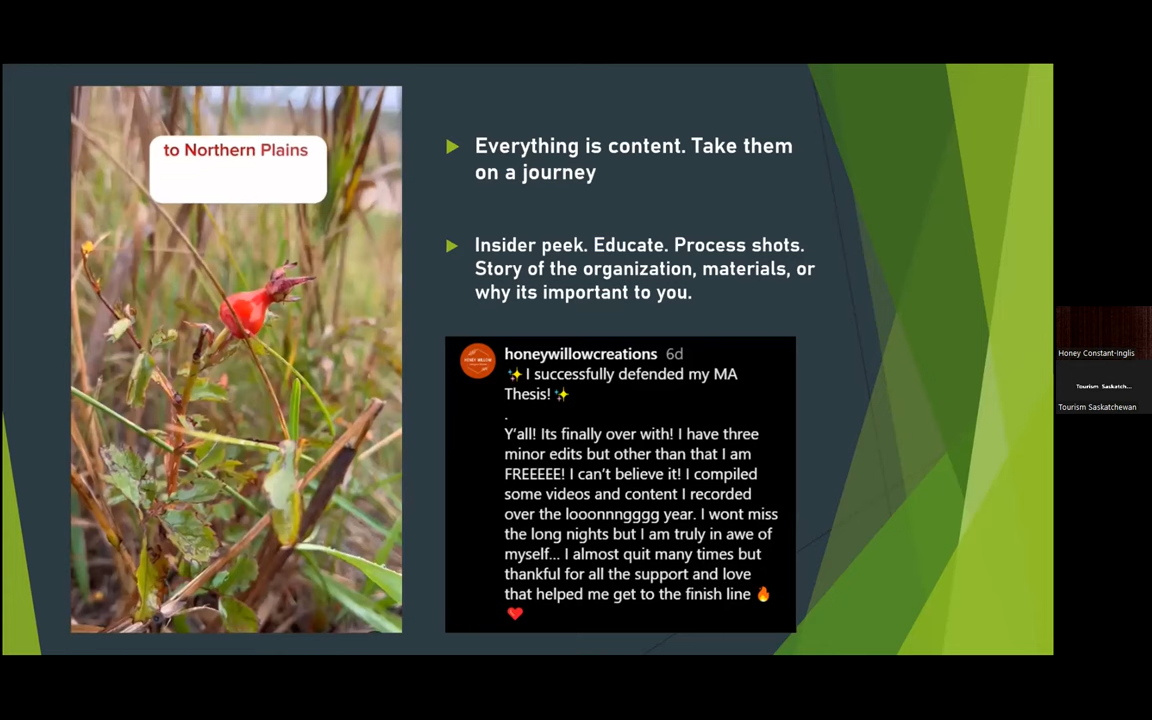 to Northern Plains
Everything is content. Take them
on a journey
Insider peek. Educate. Process shots.
Story of the organization, materials, or
why its important to you.
honeywillowcreations 6d
✨I successfully defended my MA
Thesis!✨
.
Y'all! Its finally over with! I have three
minor edits but other than that I am
FREEEEE! I can't believe it! I compiled
some videos and content I recorded
over the looonnngggg year. I wont miss
the long nights but I am truly in awe of
myself... I almost quit many times but
thankful for all the support and love
that helped me get to the finish line 🔥
❤️
Honey Constant-Inglis
Tourism Saskatch...
Tourism Saskatchewan